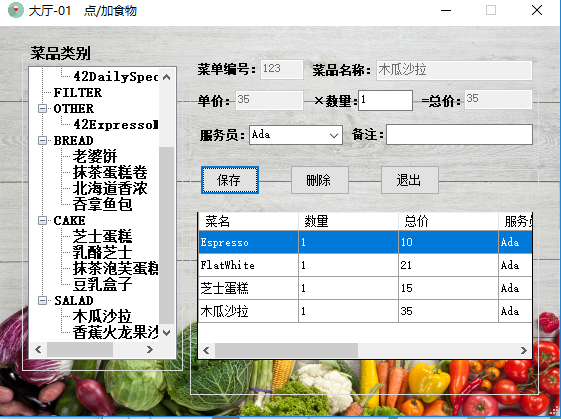 大厅-01 点/加食物
菜品类别
42DailySpec
FILTER
OTHER
42Expresso
BREAD
老婆饼
抹茶蛋糕卷
北海道香浓
吞拿鱼包
CAKE
芝士蛋糕
乳酪芝士
抹茶泡芙蛋糕
豆乳盒子
SALAD
木瓜沙拉
香蕉火龙果沙
菜单编号: 123 菜品名称: 木瓜沙拉
单价: 35 ×数量: 1 =总价: 35
服务员: Ada 备注:
保存 删除 退出
菜名 数量 总价 服务员
Espresso 1 10 Ada
FlatWhite 1 21 Ada
芝士蛋糕 1 15 Ada
木瓜沙拉 1 35 Ada